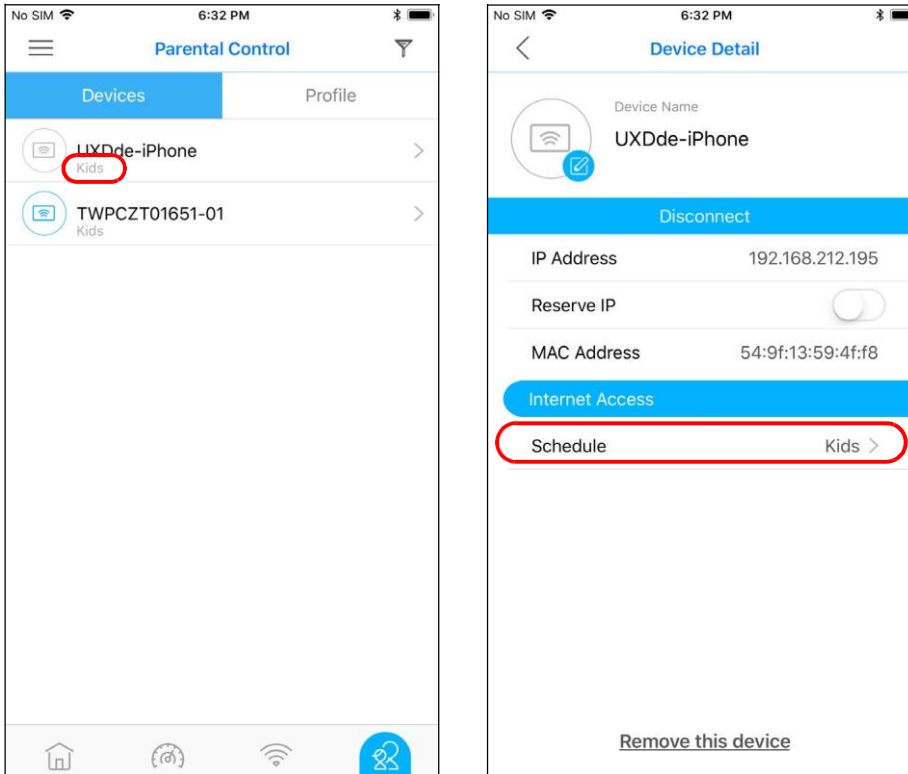 No SIM 6:32 PM
Parental Control
Devices Profile
UXDde-iPhone
Kids
TWPCZT01651-01
Kids
No SIM 6:32 PM
Device Detail
Device Name
UXDde-iPhone
Disconnect
IP Address 192.168.212.195
Reserve IP
MAC Address 54:9f:13:59:4f:f8
Internet Access
Schedule Kids
Remove this device